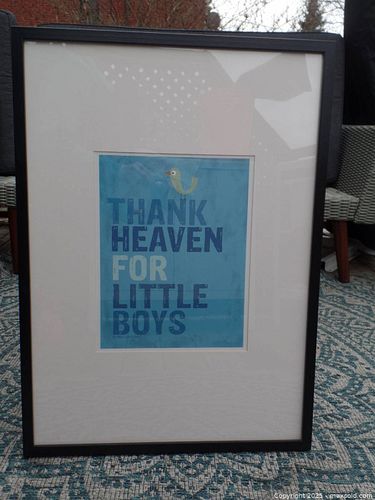 THANK
HEAVEN
FOR
LITTLE
BOYS
Copyright 2025 - maxsold.com